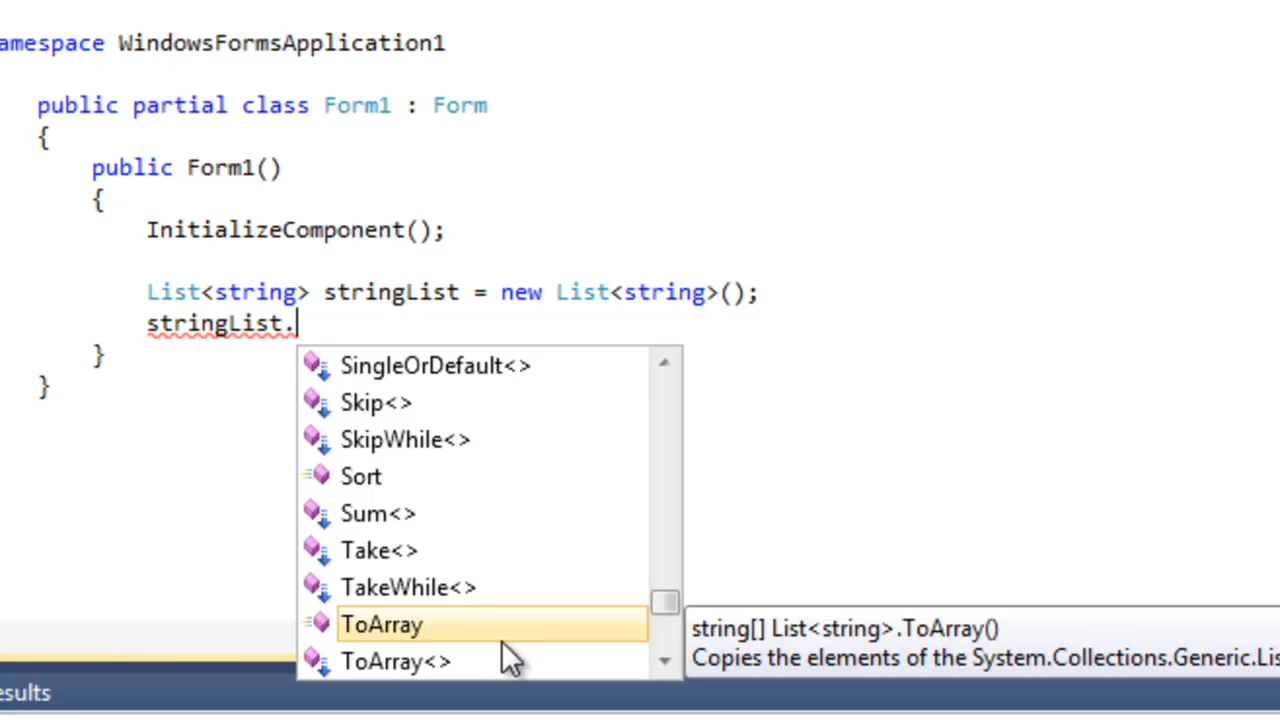 amespace WindowsFormsApplication1
public partial class Form1 : Form
{
public Form1()
{
InitializeComponent();
List<string> stringList = new List<string>();
stringList.
}
}
SingleOrDefault<>
Skip<>
SkipWhile<>
Sort
Sum<>
Take<>
TakeWhile<>
ToArray
ToArray<>
string[] List<string>.ToArray()
Copies the elements of the System.Collections.Generic.Lis
esults